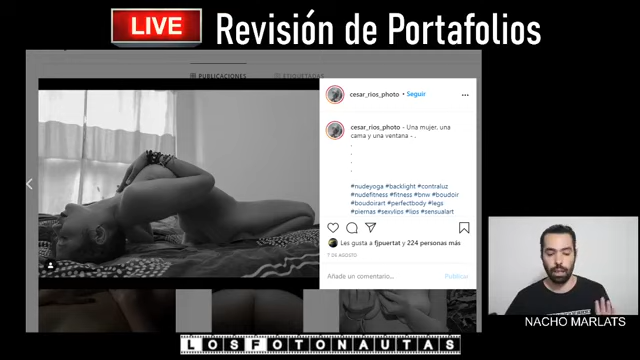 LIVE
Revisión de Portafolios
PUBLICACIONES
ETIQUETADAS
cesar_rios_photo • Seguir
cesar_rios_photo - Una mujer, una
cama y una ventana - .
.
.
.
.
#nudeyoga #backlight #contraluz
#nudefitness #fitness #bnw #boudoir
#boudoirart #perfectbody #legs
#piernas #sexvlios #lips #sensualart
Les gusta a fjpuertat y 224 personas más
7 DE AGOSTO
Añade un comentario...
Publicar
NACHO MARLATS
LOSFOTONAUTAS